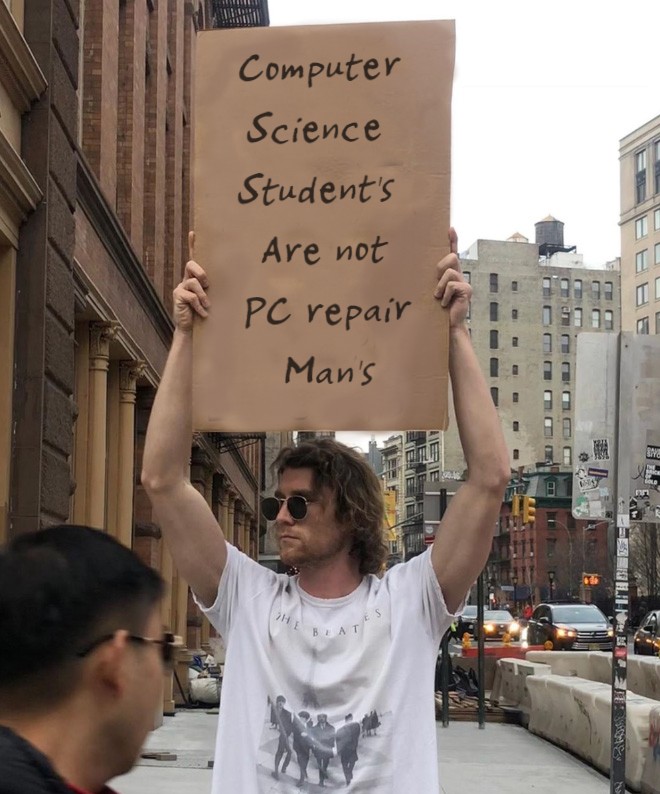 Computer
Science
Student's
Are not
PC repair
Man's
THE BEATLES